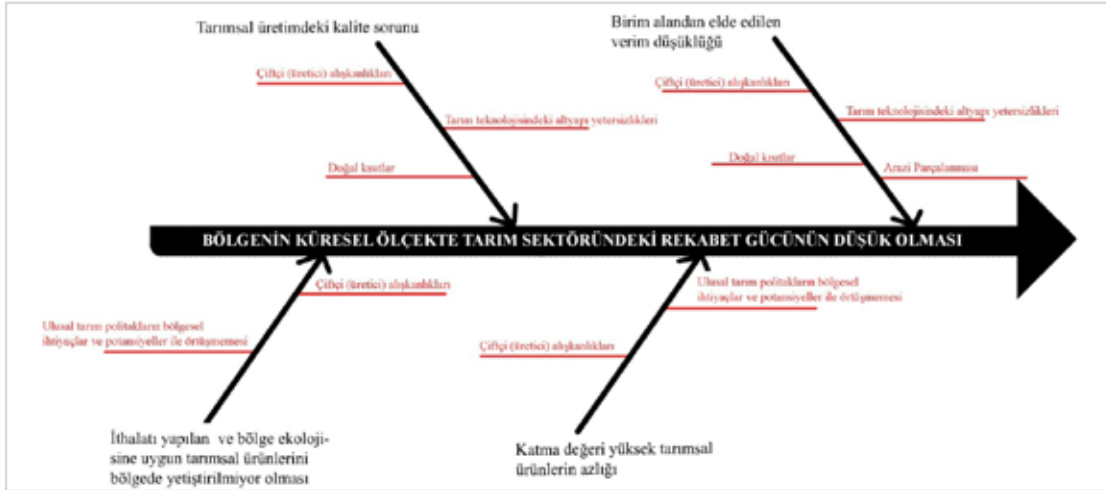 Tarımsal üretimdeki kalite sorunu
Birim alandan elde edilen
verim düşüklüğü
Çiftçi (üretici) alışkanlıkları
Çiftçi (üretici) alışkanlıkları
Tarım teknolojisindeki altyapı yetersizlikleri
Tarım teknolojisindeki altyapı yetersizlikleri
Doğal kısıtlar
Doğal kısıtlar
Arazi Parçalanması
BÖLGENİN KÜRESEL ÖLÇEKTE TARIM SEKTÖRÜNDEKİ REKABET GÜCÜNÜN DÜŞÜK OLMASI
Çiftçi (üretici) alışkanlıkları
Ulusal tarım politakların bölgesel
ihtiyaçlar ve potansiyeller ile örtüşmemesi
Ulusal tarım politakların bölgesel
ihtiyaçlar ve potansiyeller ile örtüşmemesi
Çiftçi (üretici) alışkanlıkları
İthalatı yapılan ve bölge ekoloji-
sine uygun tarımsal ürünlerini
bölgede yetiştirilmiyor olması
Katma değeri yüksek tarımsal
ürünlerin azlığı